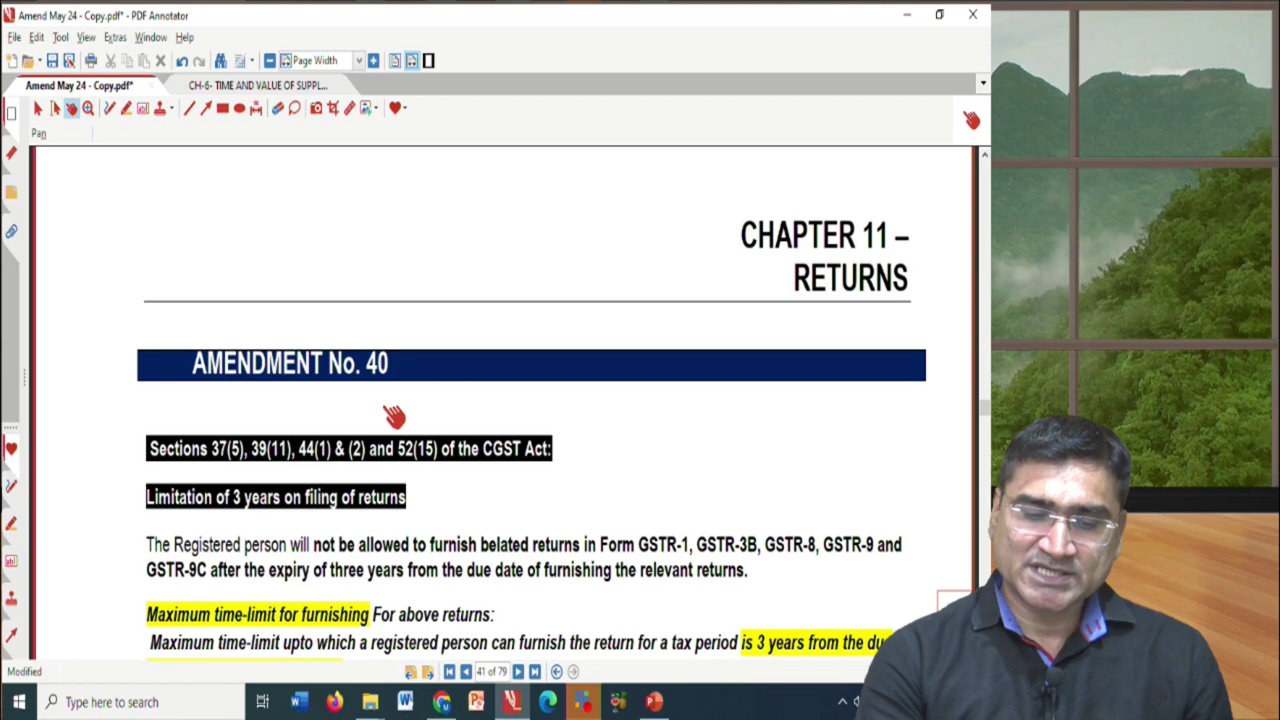 Amend May 24 - Copy.pdf* - PDF Annotator
File Edit Tool View Extras Window Help
Page Width
Amend May 24 - Copy.pdf*
CH-6- TIME AND VALUE OF SUPPL...
Pan
CHAPTER 11 –
RETURNS
AMENDMENT No. 40
Sections 37(5), 39(11), 44(1) & (2) and 52(15) of the CGST Act:
Limitation of 3 years on filing of returns
The Registered person will not be allowed to furnish belated returns in Form GSTR-1, GSTR-3B, GSTR-8, GSTR-9 and
GSTR-9C after the expiry of three years from the due date of furnishing the relevant returns.
Maximum time-limit for furnishing For above returns:
Maximum time-limit upto which a registered person can furnish the return for a tax period is 3 years from the due
Modified
41 of 79
Type here to search